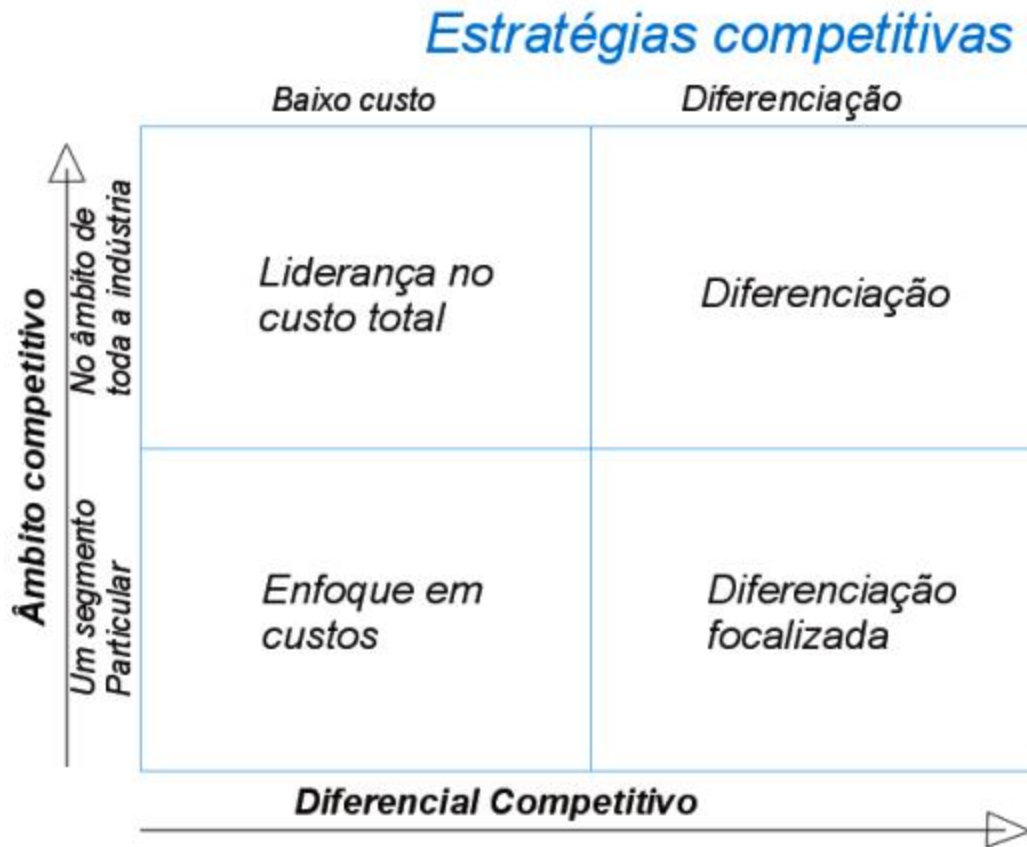 Estratégias competitivas
Baixo custo
Diferenciação
Âmbito competitivo
No âmbito de
toda a indústria
Liderança no
custo total
Diferenciação
Um segmento
Particular
Enfoque em
custos
Diferenciação
focalizada
Diferencial Competitivo